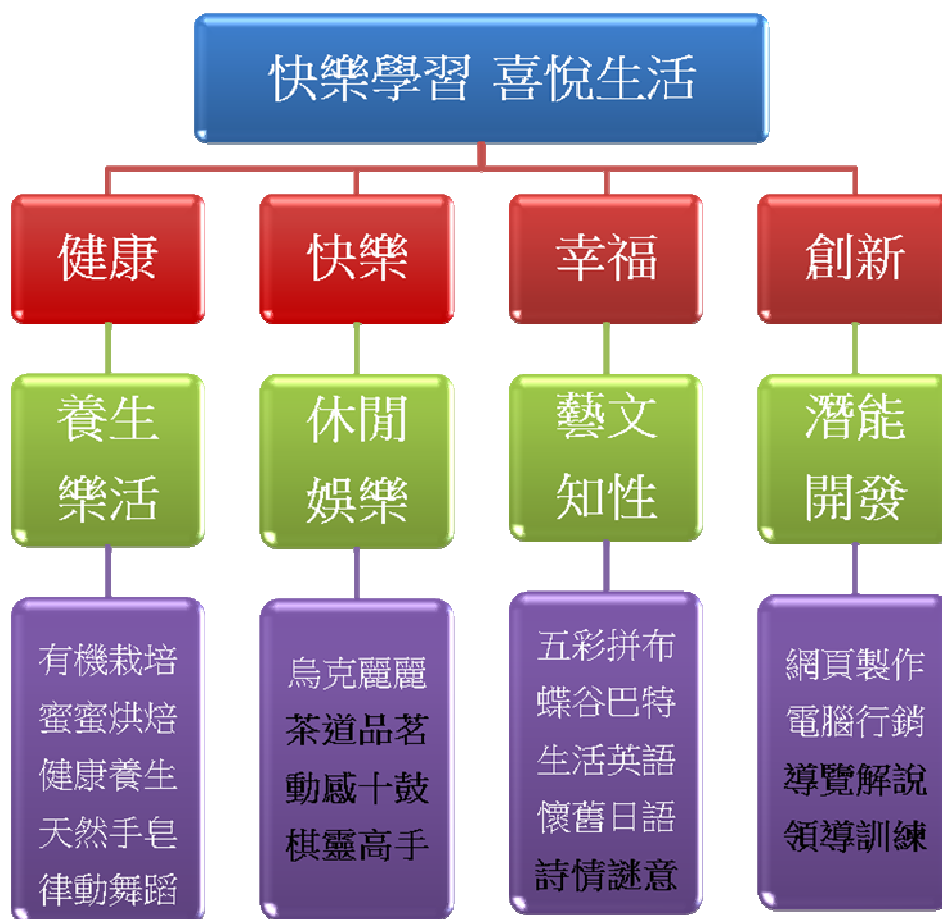 快樂學習 喜悅生活
健康
快樂
幸福
創新
養生
樂活
休閒
娛樂
藝文
知性
潛能
開發
有機栽培
蜜蜜烘焙
健康養生
天然手皂
律動舞蹈
烏克麗麗
茶道品茗
動感十鼓
棋靈高手
五彩拼布
蝶谷巴特
生活英語
懷舊日語
詩情謎意
網頁製作
電腦行銷
導覽解說
領導訓練